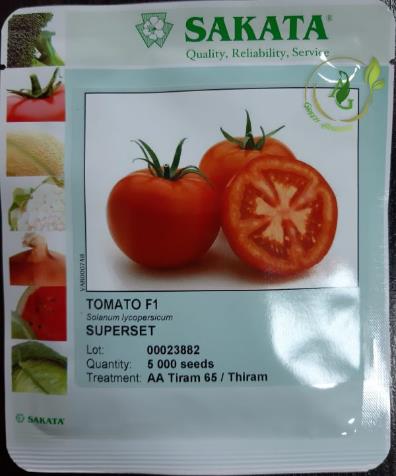 SAKATA®
Quality, Reliability, Service
VAR0007A8
TOMATO F1
Solanum lycopersicum
SUPERSET
Lot: 00023882
Quantity: 5 000 seeds
Treatment: AA Tiram 65 / Thiram
SAKATA®